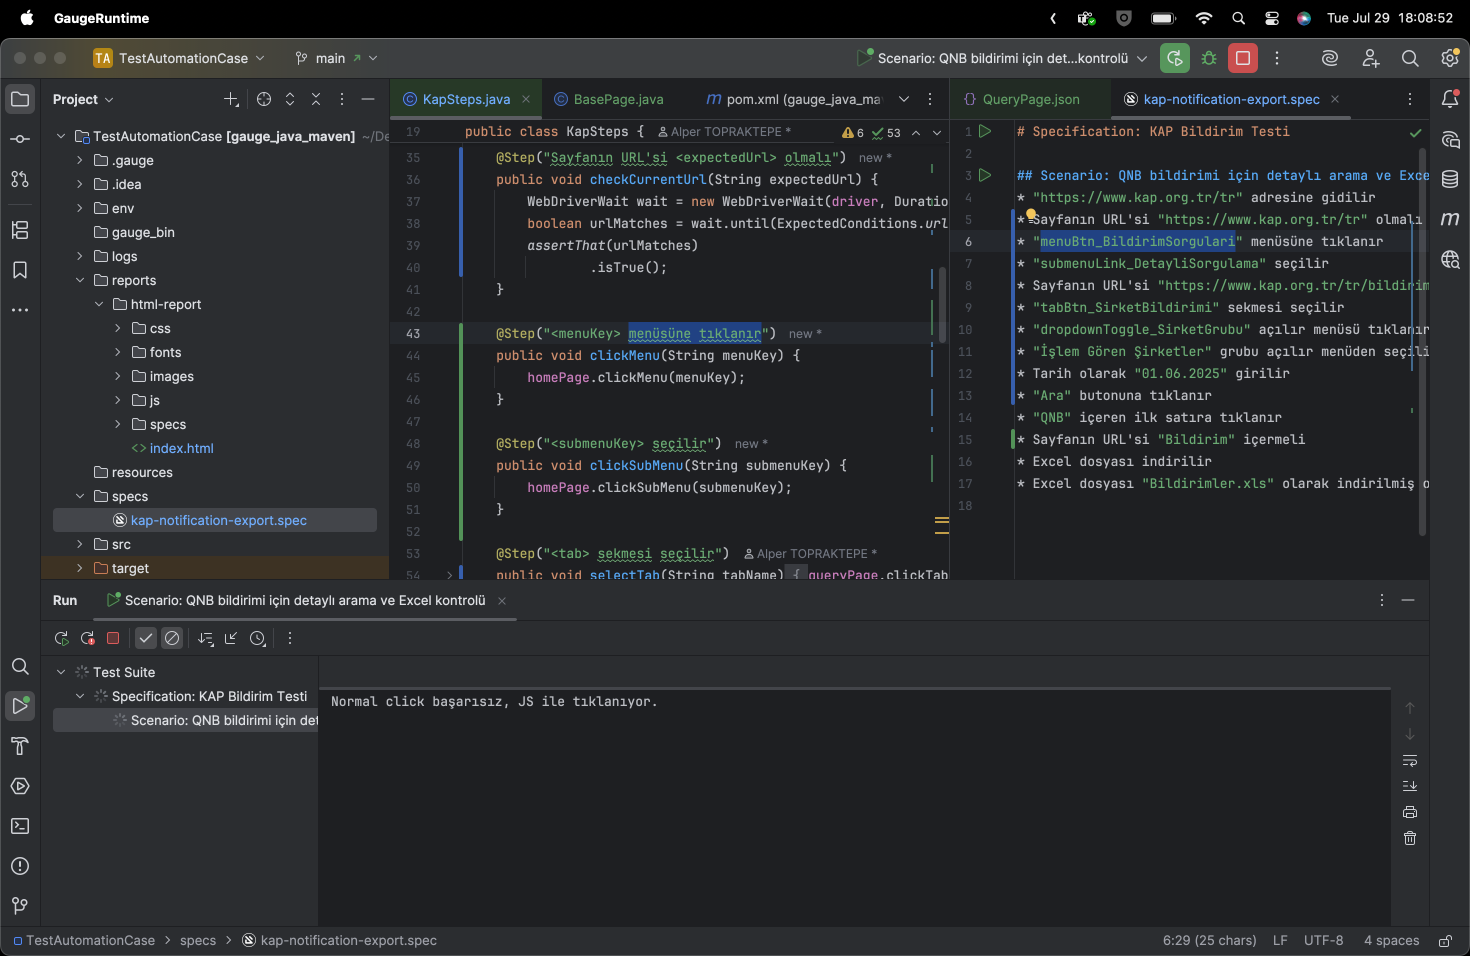 GaugeRuntime
Tue Jul 29 18:08:52
TA TestAutomationCase
main
Scenario: QNB bildirimi için det...kontrolü
Project
KapSteps.java
BasePage.java
m pom.xml (gauge_java_ma
QueryPage.json
kap-notification-export.spec
TestAutomationCase [gauge_java_maven] ~/De
.gauge
.idea
env
gauge_bin
logs
reports
html-report
css
fonts
images
js
specs
index.html
resources
specs
kap-notification-export.spec
src
target
19 public class KapSteps { Alper TOPRAKTEPE *
6 53
35 @Step("Sayfanın URL'si <expectedUrl> olmalı") new *
36 public void checkCurrentUrl(String expectedUrl) {
37 WebDriverWait wait = new WebDriverWait(driver, Duratio
38 boolean urlMatches = wait.until(ExpectedConditions.url
39 assertThat(urlMatches)
40 .isTrue();
41 }
42
43 @Step("<menuKey> menüsüne tıklanır") new *
44 public void clickMenu(String menuKey) {
45 homePage.clickMenu(menuKey);
46 }
47
48 @Step("<submenuKey> seçilir") new *
49 public void clickSubMenu(String submenuKey) {
50 homePage.clickSubMenu(submenuKey);
51 }
52
53 @Step("<tab> sekmesi seçilir") Alper TOPRAKTEPE *
54 public void selectTab(String tabName) { queryPage.clickTab
1 # Specification: KAP Bildirim Testi
2
3 ## Scenario: QNB bildirimi için detaylı arama ve Exce
4 * "https://www.kap.org.tr/tr" adresine gidilir
5 * Sayfanın URL'si "https://www.kap.org.tr/tr" olmalı
6 * "menuBtn_BildirimSorgulari" menüsüne tıklanır
7 * "submenuLink_DetayliSorgulama" seçilir
8 * Sayfanın URL'si "https://www.kap.org.tr/tr/bildirim
9 * "tabBtn_SirketBildirimi" sekmesi seçilir
10 * "dropdownToggle_SirketGrubu" açılır menüsü tıklanır
11 * "İşlem Gören Şirketler" grubu açılır menüden seçili
12 * Tarih olarak "01.06.2025" girilir
13 * "Ara" butonuna tıklanır
14 * "QNB" içeren ilk satıra tıklanır
15 * Sayfanın URL'si "Bildirim" içermeli
16 * Excel dosyası indirilir
17 * Excel dosyası "Bildirimler.xls" olarak indirilmiş o
18
Run
Scenario: QNB bildirimi için detaylı arama ve Excel kontrolü
Test Suite
Specification: KAP Bildirim Testi
Scenario: QNB bildirimi için det
Normal click başarısız, JS ile tıklanıyor.
TestAutomationCase > specs > kap-notification-export.spec
6:29 (25 chars) LF UTF-8 4 spaces